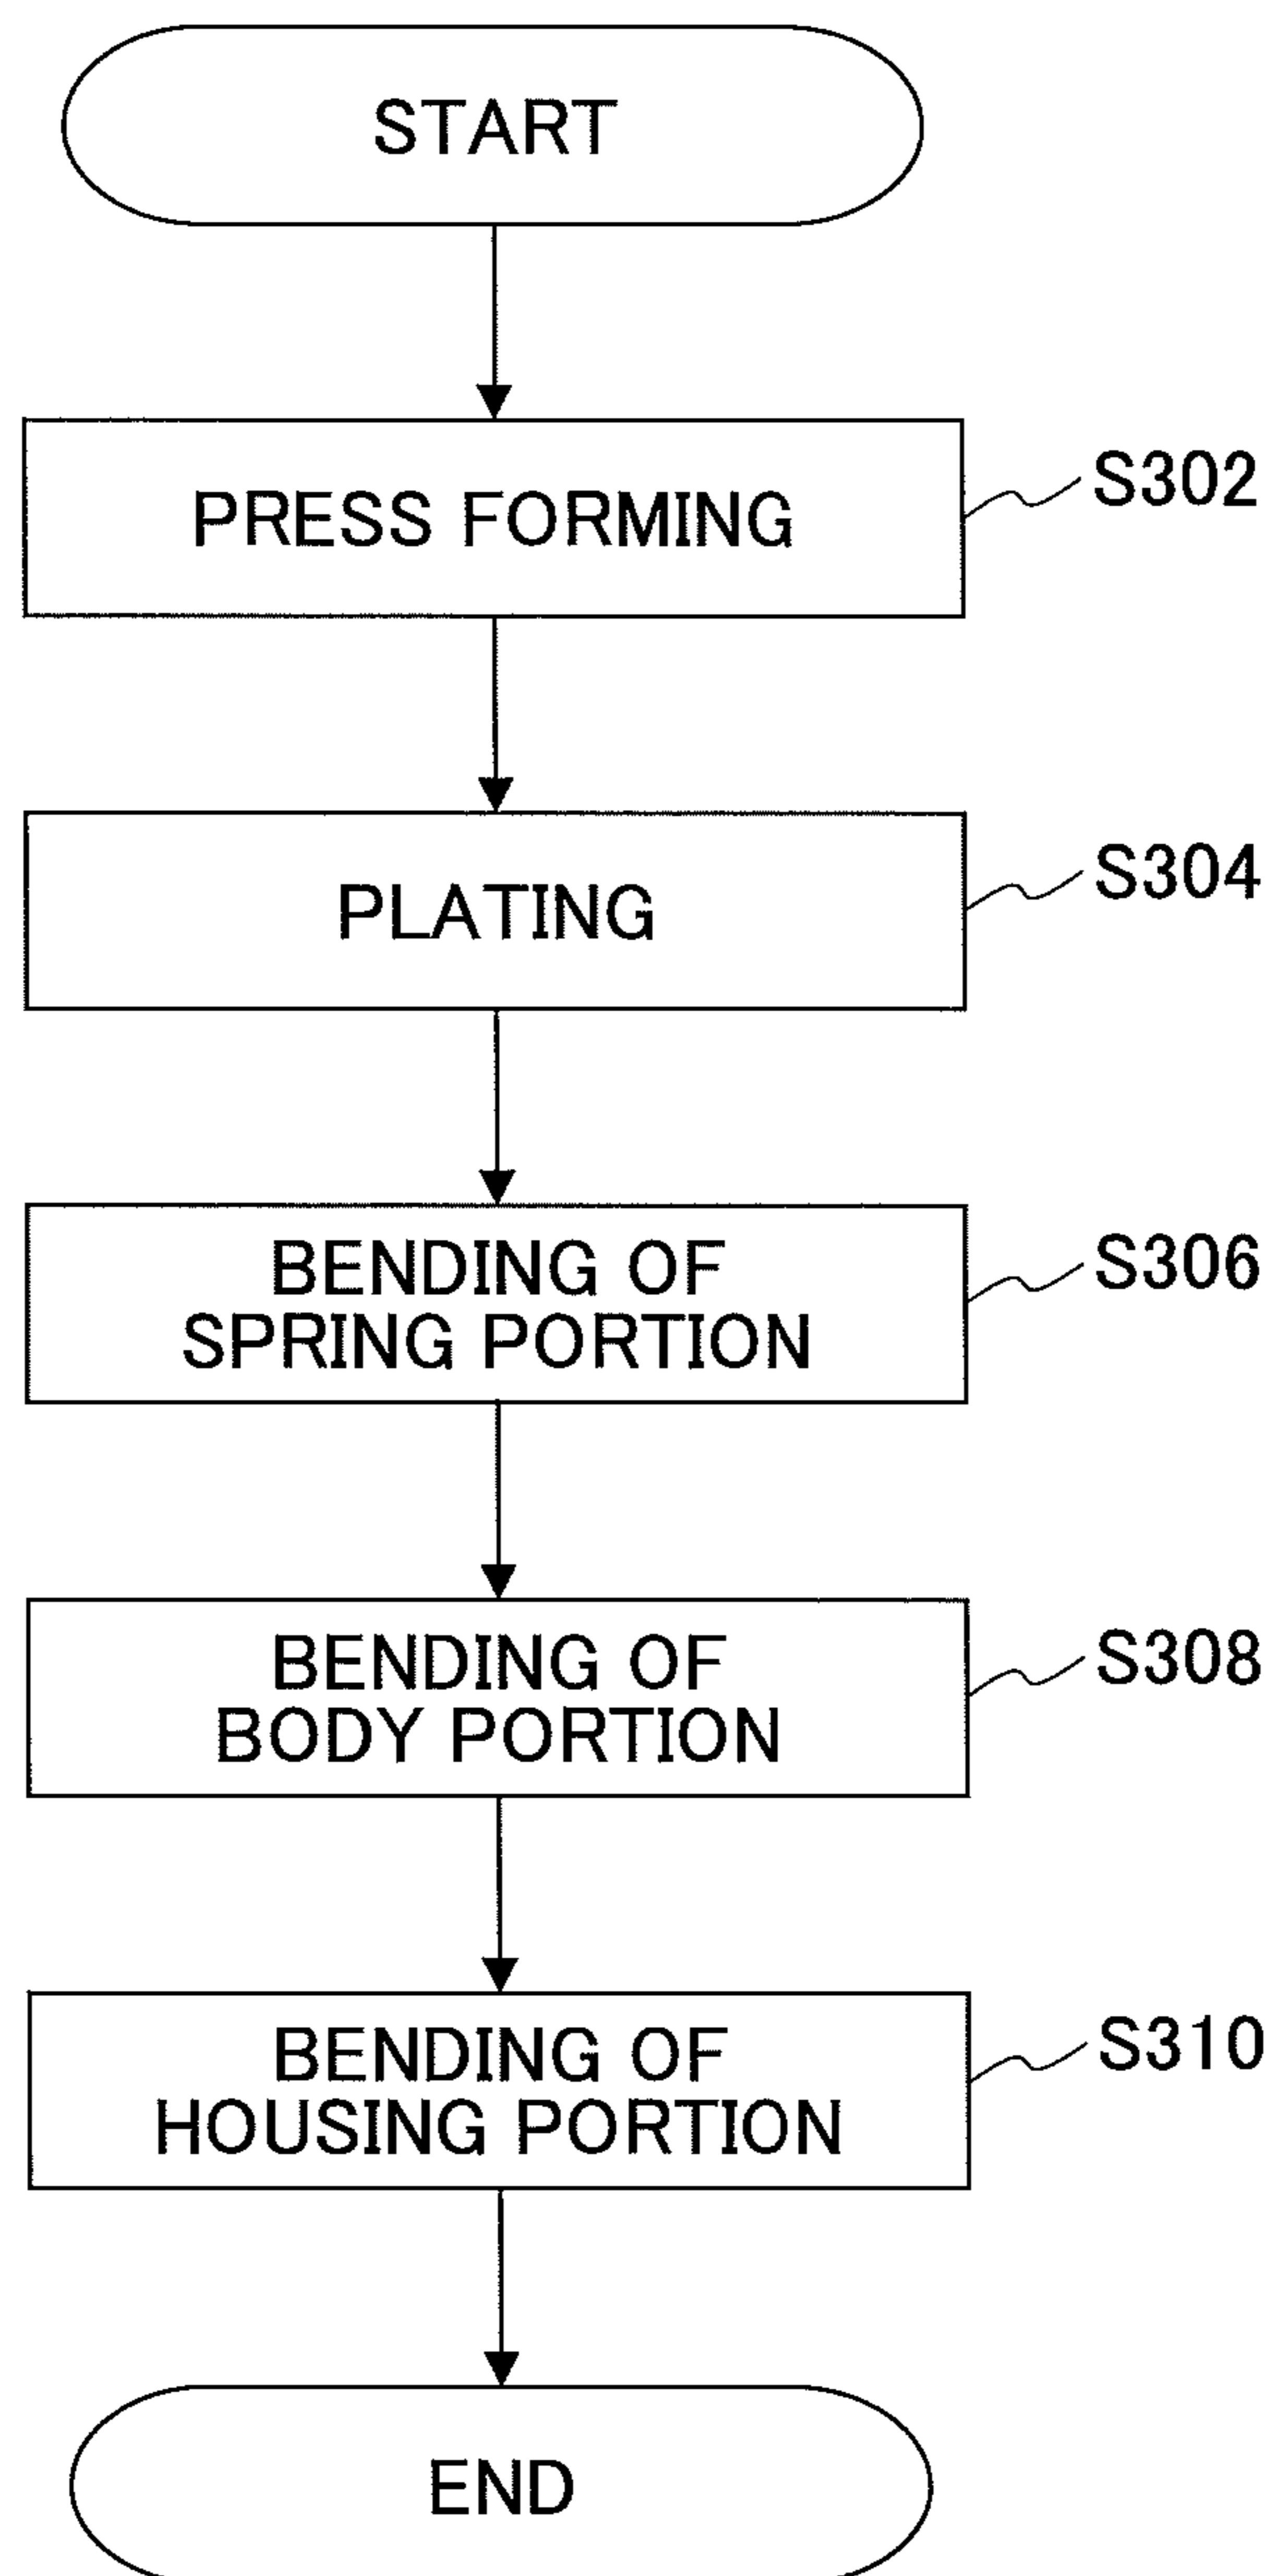 START
PRESS FORMING
S302
PLATING
S304
BENDING OF
SPRING PORTION
S306
BENDING OF
BODY PORTION
S308
BENDING OF
HOUSING PORTION
S310
END